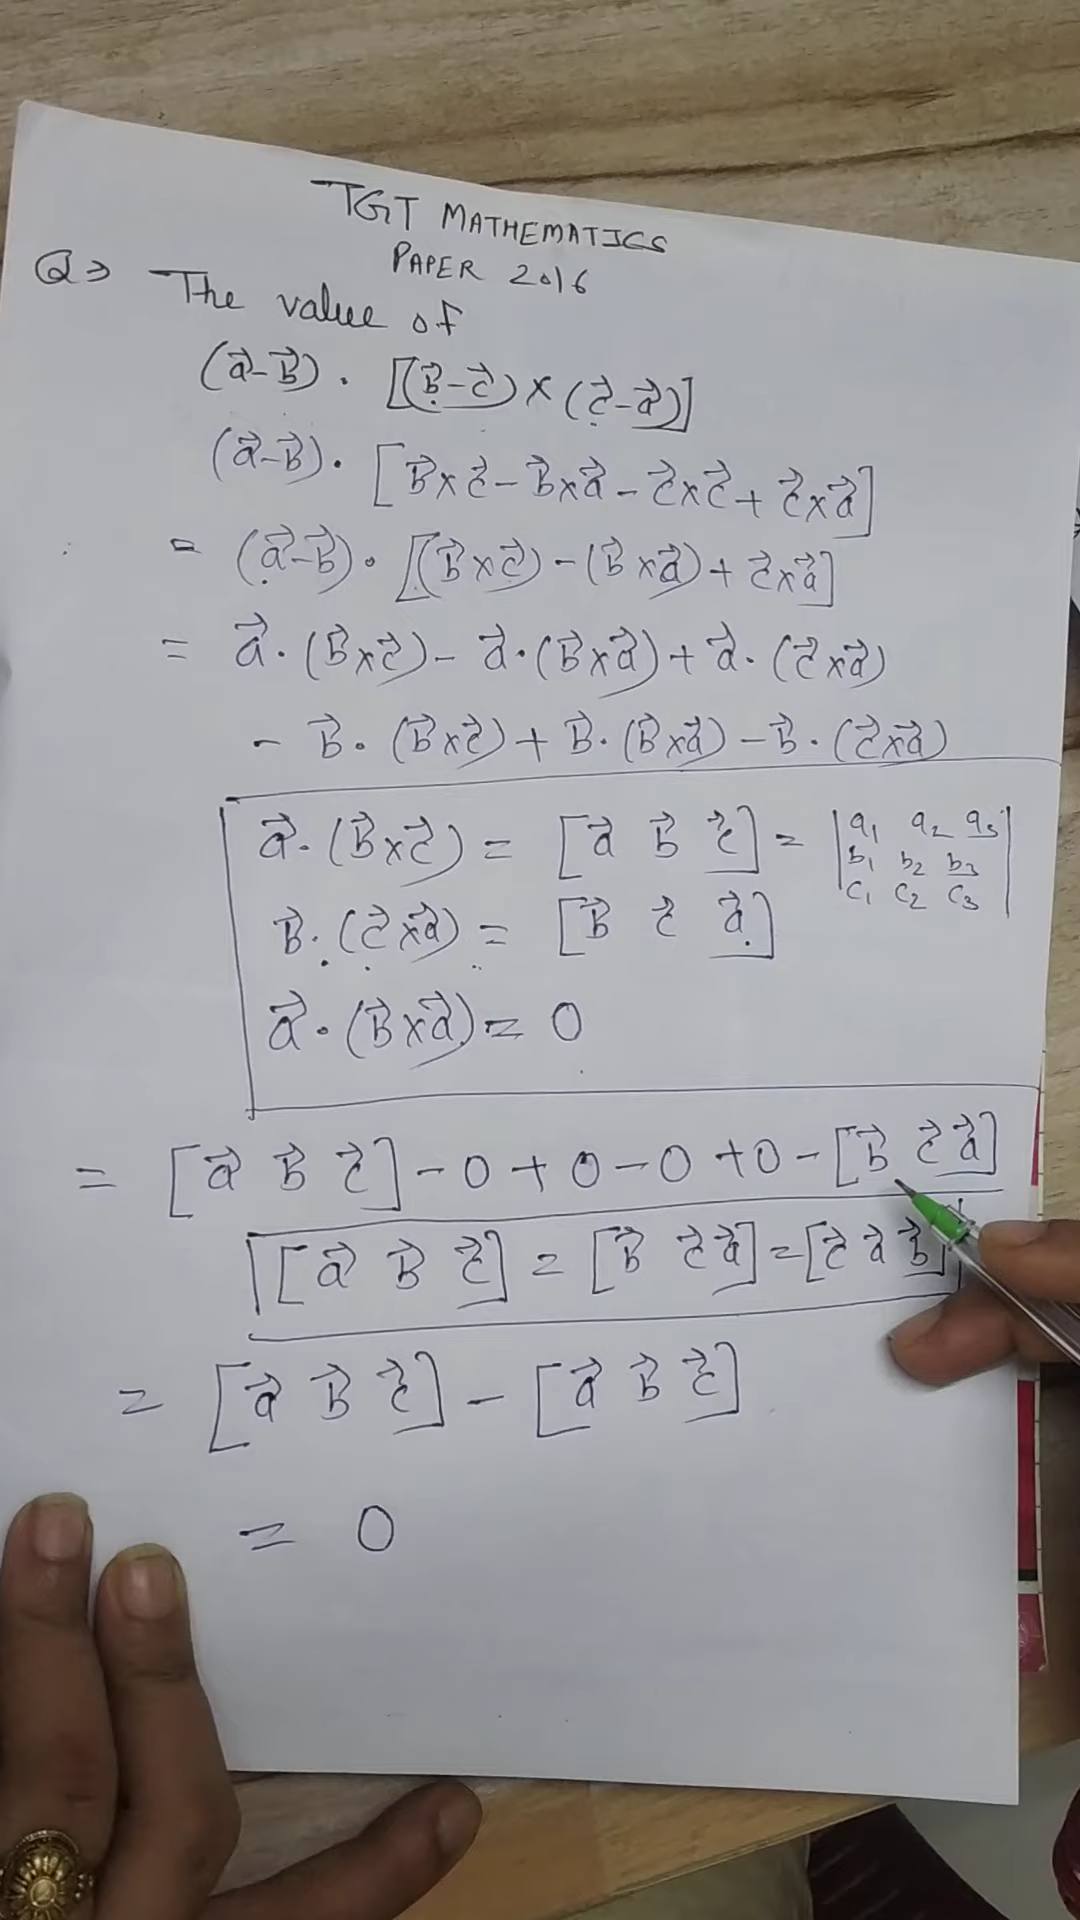 TGT MATHEMATICS
PAPER 2016
Q⇒ The value of
(a⃗-b⃗). [(b⃗-c⃗)×(c⃗-a⃗)]
(a⃗-b⃗). [b⃗×c⃗-b⃗×a⃗-c⃗×c⃗+c⃗×a⃗]
= (a⃗-b⃗). [(b⃗×c⃗)-(b⃗×a⃗)+c⃗×a⃗]
= a⃗.(b⃗×c⃗)-a⃗.(b⃗×a⃗)+a⃗.(c⃗×a⃗)
- b⃗.(b⃗×c⃗)+b⃗.(b⃗×a⃗)-b⃗.(c⃗×a⃗)
a⃗.(b⃗×c⃗) = [a⃗ b⃗ c⃗] = |a₁ a₂ a₃|
|b₁ b₂ b₃|
|c₁ c₂ c₃|
b⃗.(c⃗×a⃗) = [b⃗ c⃗ a⃗]
a⃗.(b⃗×a⃗) = 0
= [a⃗ b⃗ c⃗] - 0 + 0 - 0 + 0 - [b⃗ c⃗ a⃗]
[a⃗ b⃗ c⃗] = [b⃗ c⃗ a⃗] = [c⃗ a⃗ b⃗]
= [a⃗ b⃗ c⃗] - [a⃗ b⃗ c⃗]
= 0